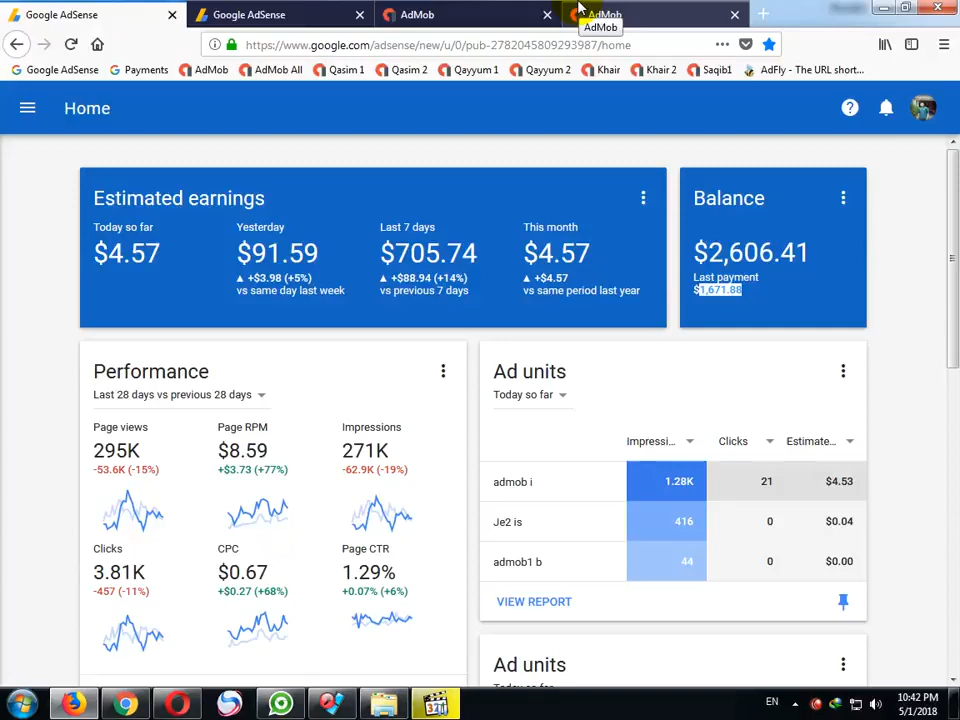 Google AdSense
Google AdSense
AdMob
AdMob
AdMob
https://www.google.com/adsense/new/u/0/pub-2782045809293987/home
Google AdSense
Payments
AdMob
AdMob All
Qasim 1
Qasim 2
Qayyum 1
Qayyum 2
Khair
Khair 2
Saqib1
AdFly - The URL short...
Home
Estimated earnings
Today so far
$4.57
Yesterday
$91.59
+$3.98 (+5%)
vs same day last week
Last 7 days
$705.74
+$88.94 (+14%)
vs previous 7 days
This month
$4.57
+$4.57
vs same period last year
Balance
$2,606.41
Last payment
$1,671.88
Performance
Last 28 days vs previous 28 days
Page views
295K
-53.6K (-15%)
Page RPM
$8.59
+$3.73 (+77%)
Impressions
271K
-62.9K (-19%)
Clicks
3.81K
-457 (-11%)
CPC
$0.67
+$0.27 (+68%)
Page CTR
1.29%
+0.07% (+6%)
Ad units
Today so far
Impressi... Clicks Estimate...
admob i 1.28K 21 $4.53
Je2 is 416 0 $0.04
admob1 b 44 0 $0.00
VIEW REPORT
Ad units
EN
10:42 PM
5/1/2018